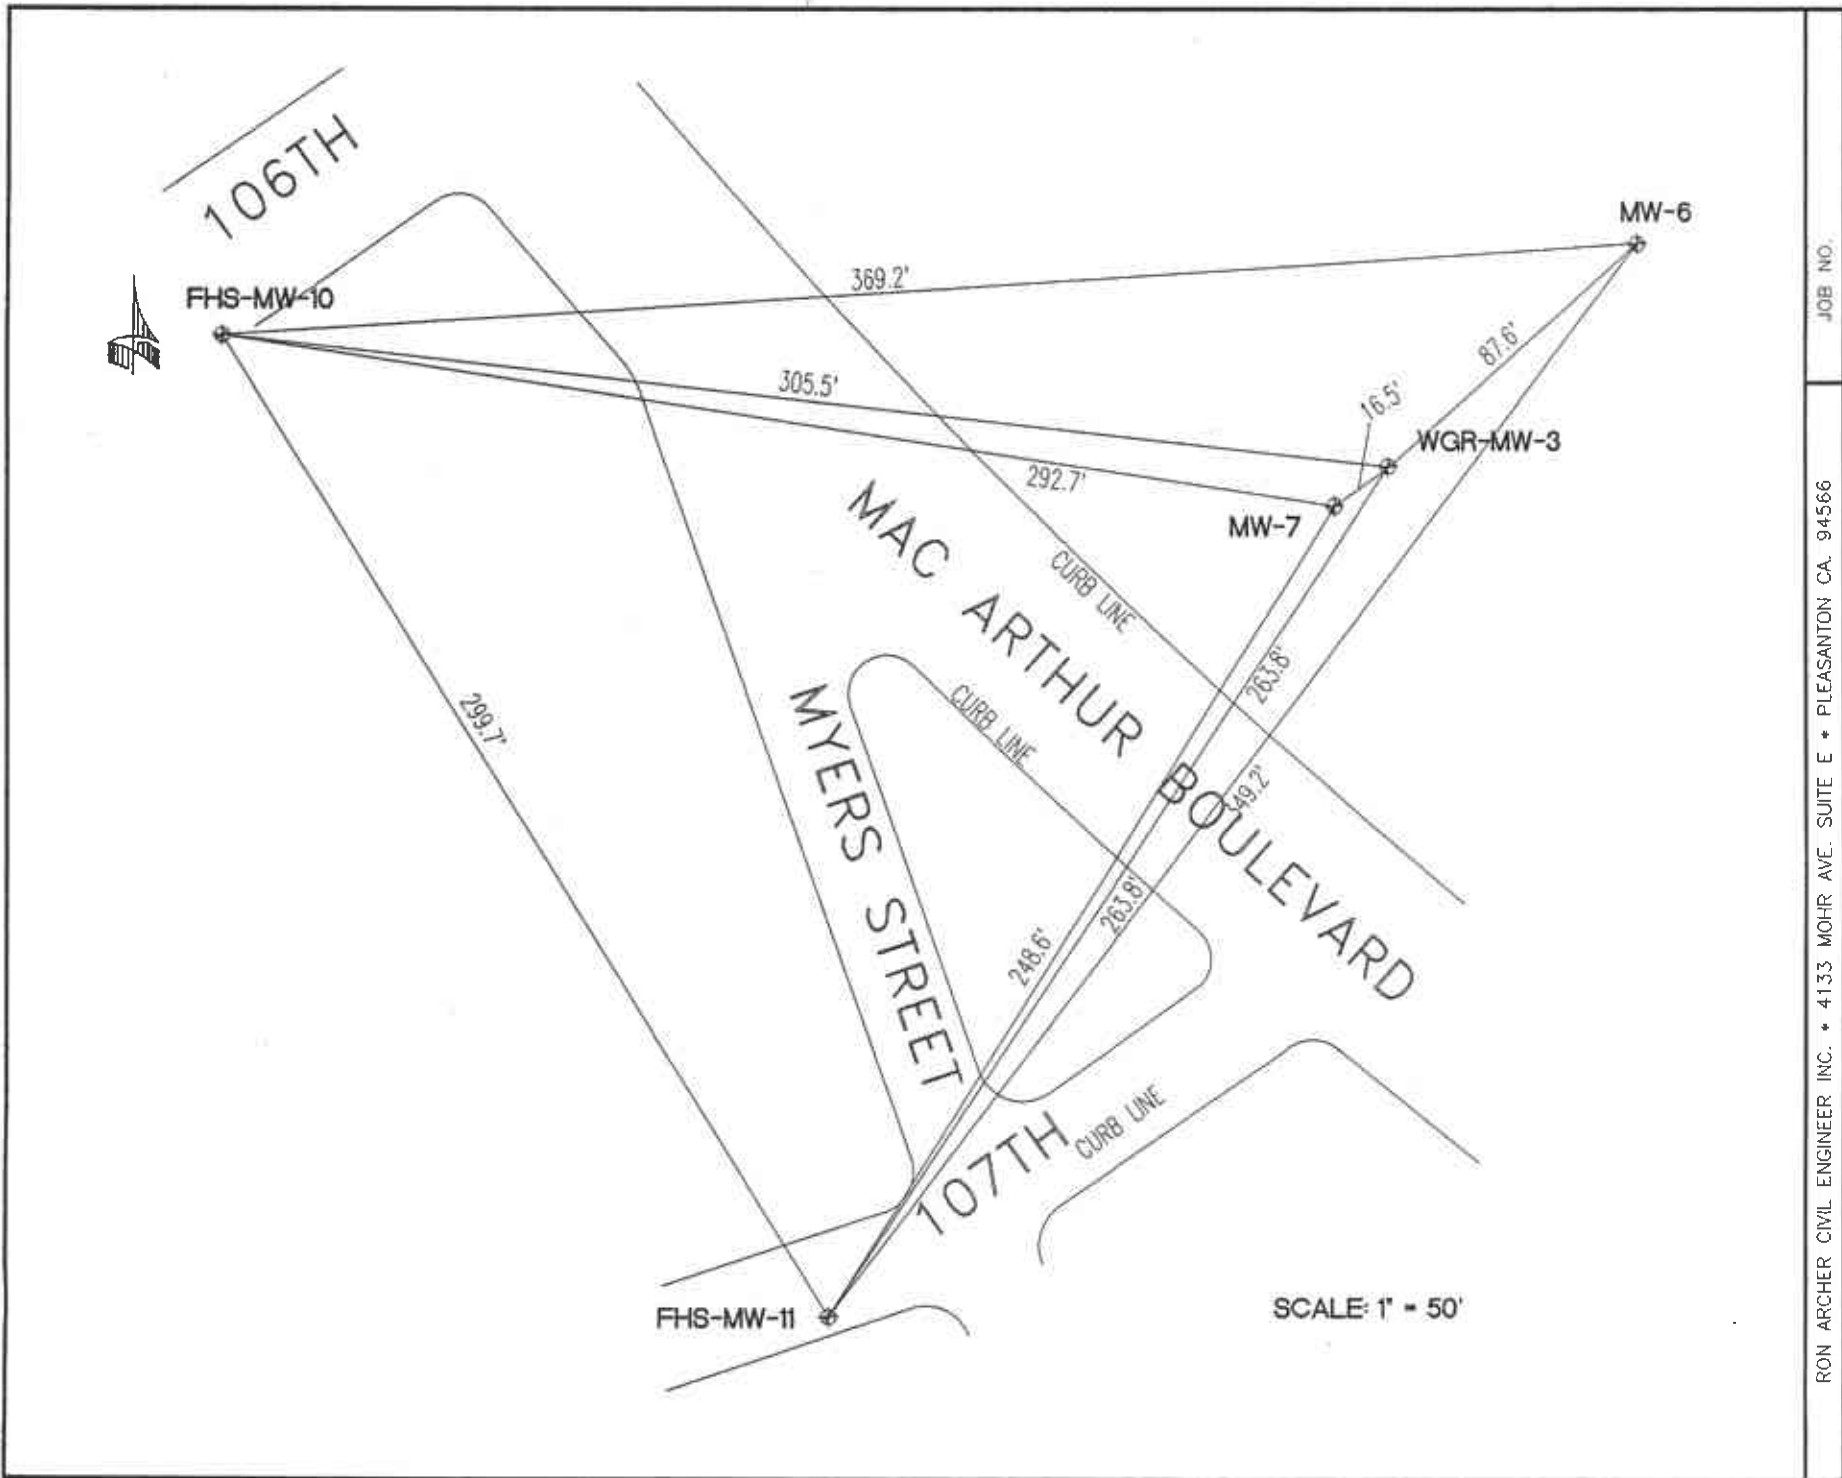 106TH
MW-6
JOB NO.
369.2'
FHS-MW-10
87.6'
305.5'
16.5'
WGR-MW-3
292.7'
MW-7
MAC ARTHUR BOULEVARD
CURB LINE
263.8'
CURB LINE
299.7'
MYERS STREET
263.8'
248.6'
107TH
CURB LINE
FHS-MW-11
SCALE: 1" = 50'
RON ARCHER CIVIL ENGINEER INC. * 4133 MOHR AVE. SUITE E * PLEASANTON CA. 94566